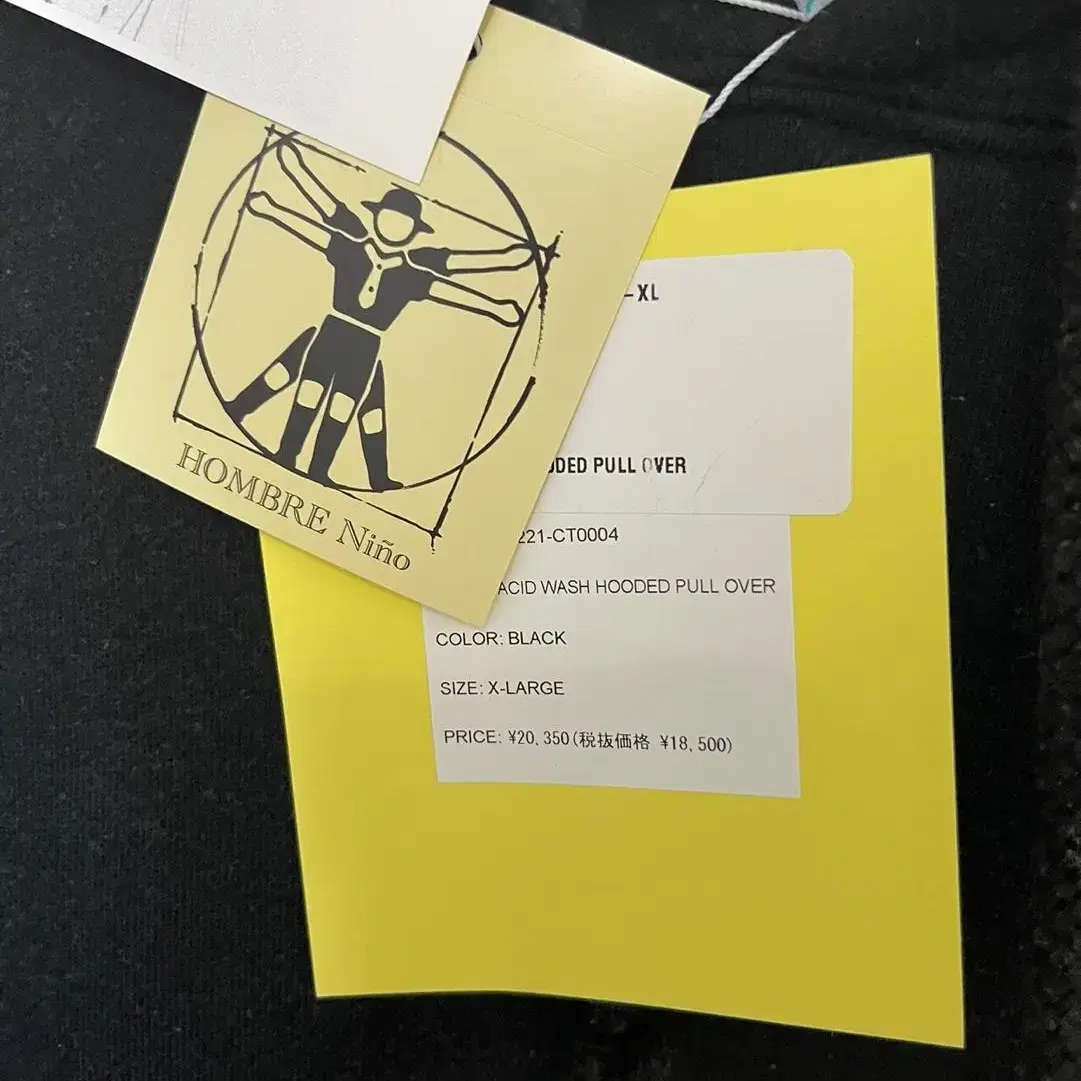 HOMBRE Niño
-XL
HOODED PULL OVER
221-CT0004
ACID WASH HOODED PULL OVER
COLOR: BLACK
SIZE: X-LARGE
PRICE: ¥20,350(税抜価格 ¥18,500)